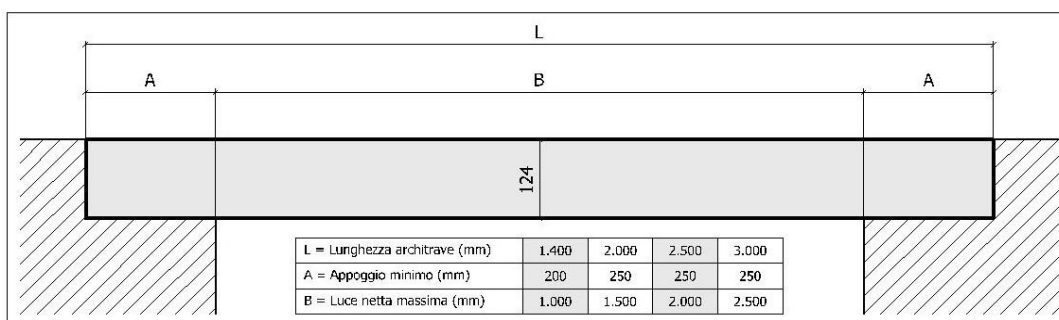 L
A B A
124
L = Lunghezza architrave (mm) 1.400 2.000 2.500 3.000
A = Appoggio minimo (mm) 200 250 250 250
B = Luce netta massima (mm) 1.000 1.500 2.000 2.500